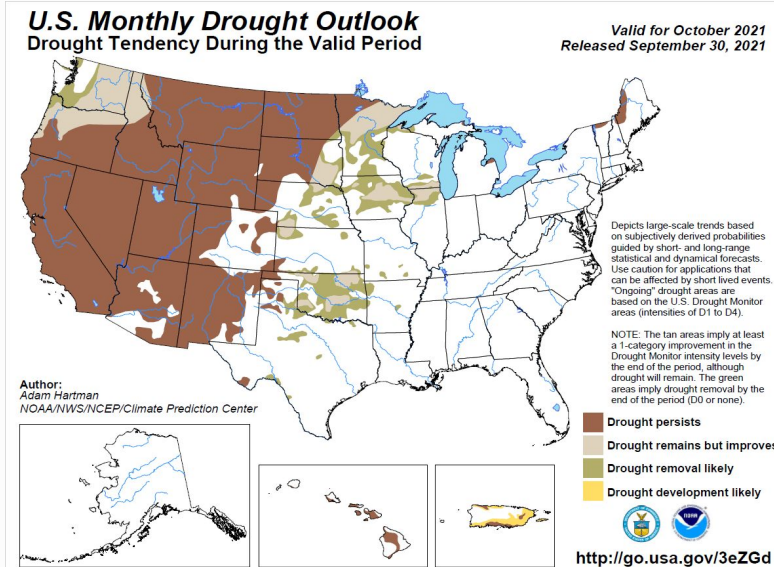 U.S. Monthly Drought Outlook
Drought Tendency During the Valid Period
Valid for October 2021
Released September 30, 2021
Depicts large-scale trends based
on subjectively derived probabilities
guided by short- and long-range
statistical and dynamical forecasts.
Use caution for applications that
can be affected by short lived events.
"Ongoing" drought areas are
based on the U.S. Drought Monitor
areas (intensities of D1 to D4).
NOTE: The tan areas imply at least
a 1-category improvement in the
Drought Monitor intensity levels by
the end of the period, although
drought will remain. The green
areas imply drought removal by the
end of the period (D0 or none).
Author:
Adam Hartman
NOAA/NWS/NCEP/Climate Prediction Center
Drought persists
Drought remains but improves
Drought removal likely
Drought development likely
NOAA
http://go.usa.gov/3eZGd